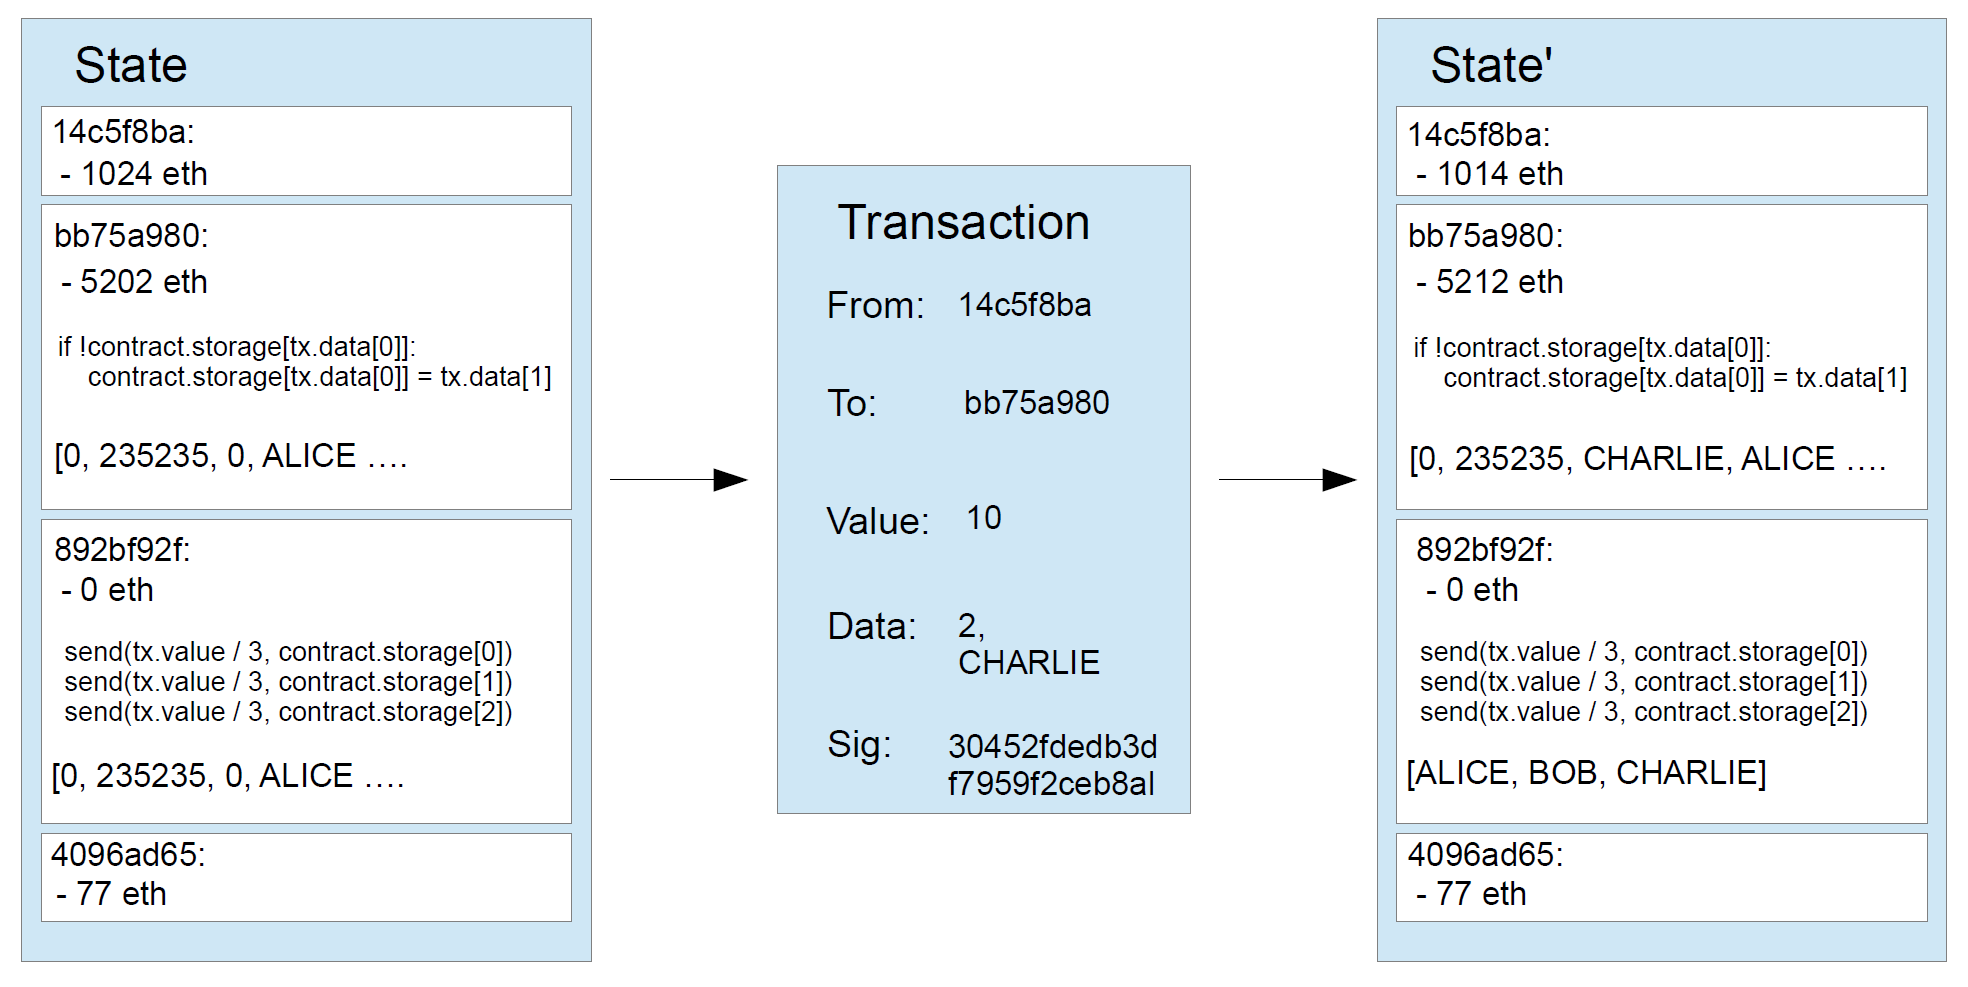 State
14c5f8ba:
- 1024 eth
bb75a980:
- 5202 eth
if !contract.storage[tx.data[0]]:
contract.storage[tx.data[0]] = tx.data[1]
[0, 235235, 0, ALICE ….
892bf92f:
- 0 eth
send(tx.value / 3, contract.storage[0])
send(tx.value / 3, contract.storage[1])
send(tx.value / 3, contract.storage[2])
[0, 235235, 0, ALICE ….
4096ad65:
- 77 eth
Transaction
From: 14c5f8ba
To: bb75a980
Value: 10
Data: 2,
CHARLIE
Sig: 30452fdedb3d
f7959f2ceb8al
State'
14c5f8ba:
- 1014 eth
bb75a980:
- 5212 eth
if !contract.storage[tx.data[0]]:
contract.storage[tx.data[0]] = tx.data[1]
[0, 235235, CHARLIE, ALICE ….
892bf92f:
- 0 eth
send(tx.value / 3, contract.storage[0])
send(tx.value / 3, contract.storage[1])
send(tx.value / 3, contract.storage[2])
[ALICE, BOB, CHARLIE]
4096ad65:
- 77 eth